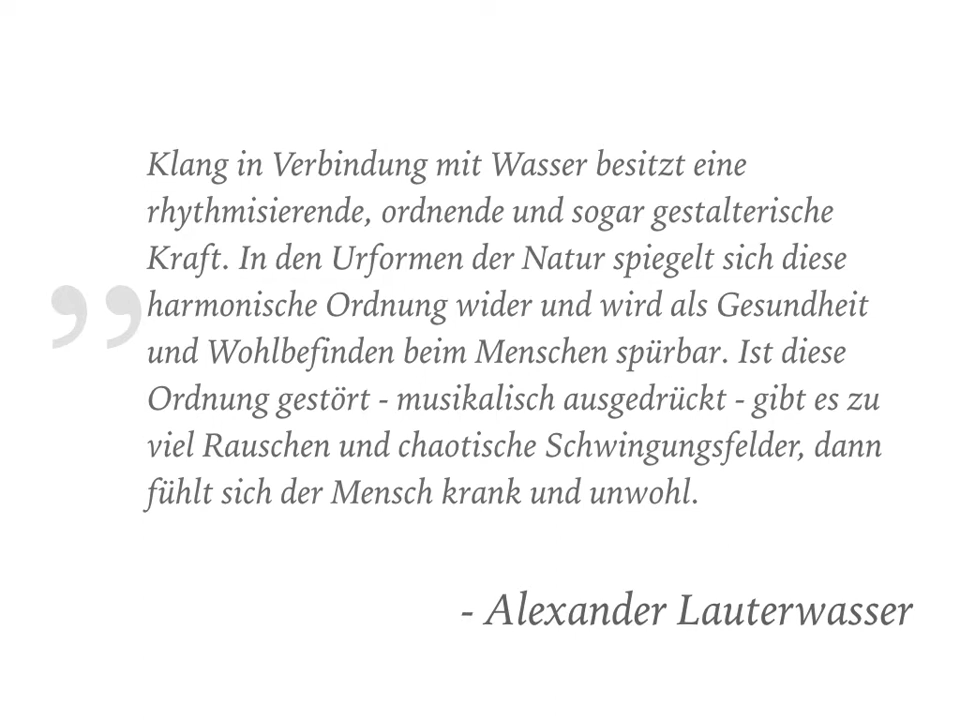 Klang in Verbindung mit Wasser besitzt eine
rhythmisierende, ordnende und sogar gestalterische
Kraft. In den Urformen der Natur spiegelt sich diese
”harmonische Ordnung wider und wird als Gesundheit
und Wohlbefinden beim Menschen spürbar. Ist diese
Ordnung gestört - musikalisch ausgedrückt - gibt es zu
viel Rauschen und chaotische Schwingungsfelder, dann
fühlt sich der Mensch krank und unwohl.
- Alexander Lauterwasser